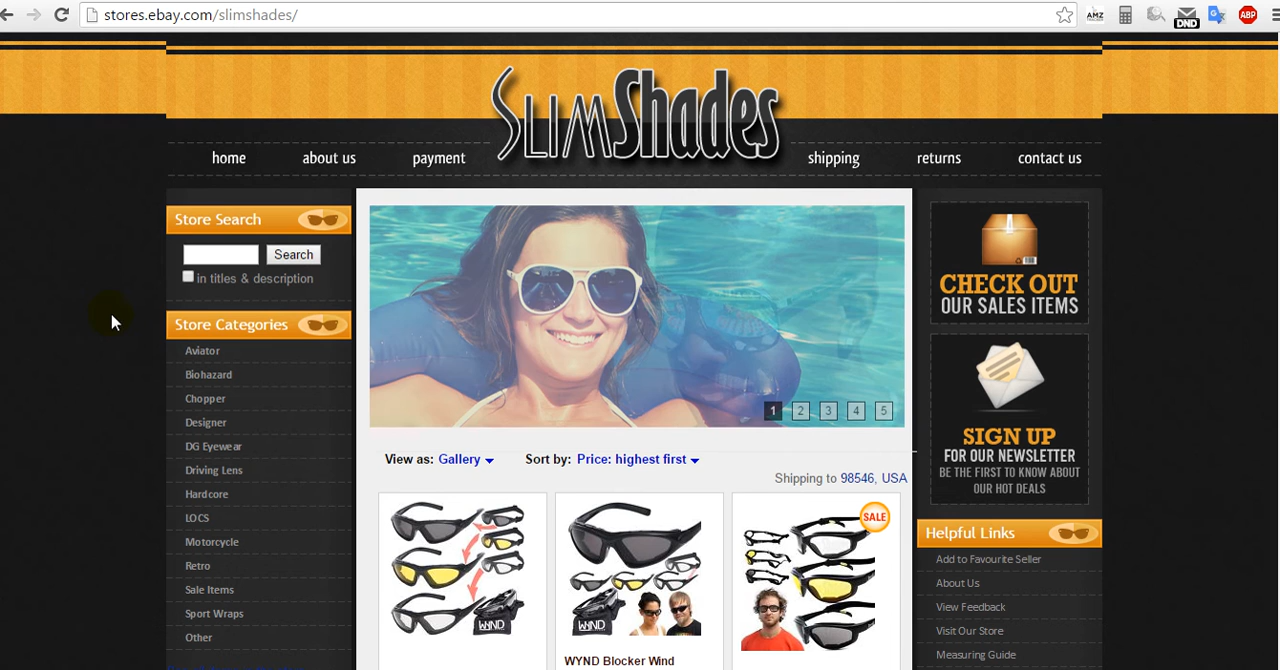 stores.ebay.com/slimshades/
AMZ
DND
ABP
SLIMShades
home
about us
payment
shipping
returns
contact us
Store Search
Search
in titles & description
Store Categories
Aviator
Biohazard
Chopper
Designer
DG Eyewear
Driving Lens
Hardcore
LOCS
Motorcycle
Retro
Sale Items
Sport Wraps
Other
1 2 3 4 5
View as: Gallery
Sort by: Price: highest first
Shipping to 98546, USA
WYND
WYND
WYND Blocker Wind
SALE
CHECK OUT
OUR SALES ITEMS
SIGN UP
FOR OUR NEWSLETTER
BE THE FIRST TO KNOW ABOUT
OUR HOT DEALS
Helpful Links
Add to Favourite Seller
About Us
View Feedback
Visit Our Store
Measuring Guide